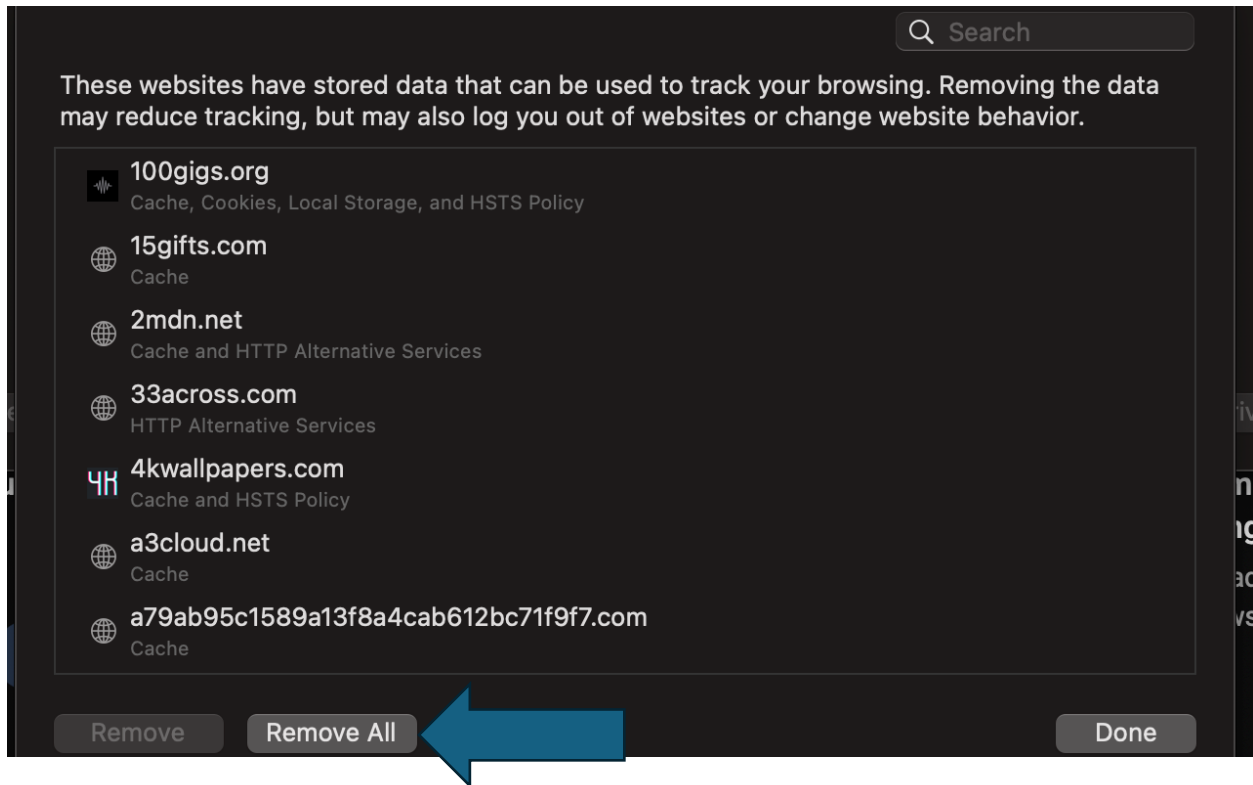 Search
These websites have stored data that can be used to track your browsing. Removing the data
may reduce tracking, but may also log you out of websites or change website behavior.
100gigs.org
Cache, Cookies, Local Storage, and HSTS Policy
15gifts.com
Cache
2mdn.net
Cache and HTTP Alternative Services
33across.com
HTTP Alternative Services
4K
4kwallpapers.com
Cache and HSTS Policy
a3cloud.net
Cache
a79ab95c1589a13f8a4cab612bc71f9f7.com
Cache
Remove
Remove All
Done